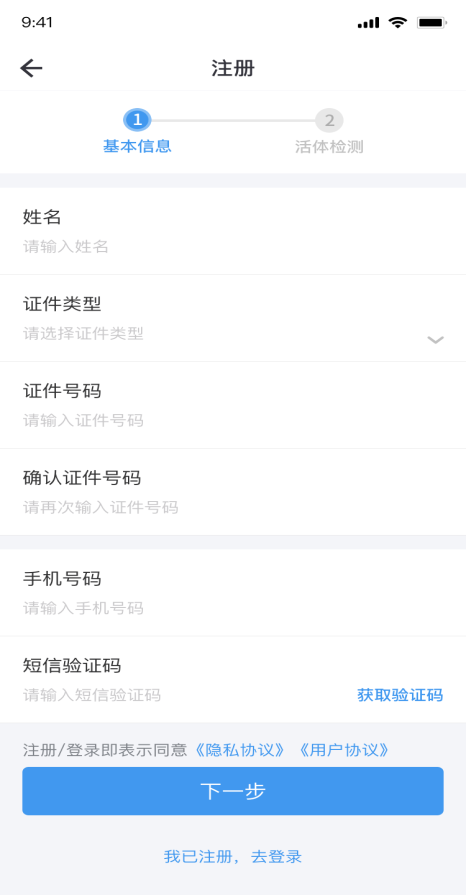 9:41
注册
1
2
基本信息
活体检测
姓名
请输入姓名
证件类型
请选择证件类型
证件号码
请输入证件号码
确认证件号码
请再次输入证件号码
手机号码
请输入手机号码
短信验证码
请输入短信验证码 获取验证码
注册/登录即表示同意《隐私协议》《用户协议》
下一步
我已注册，去登录